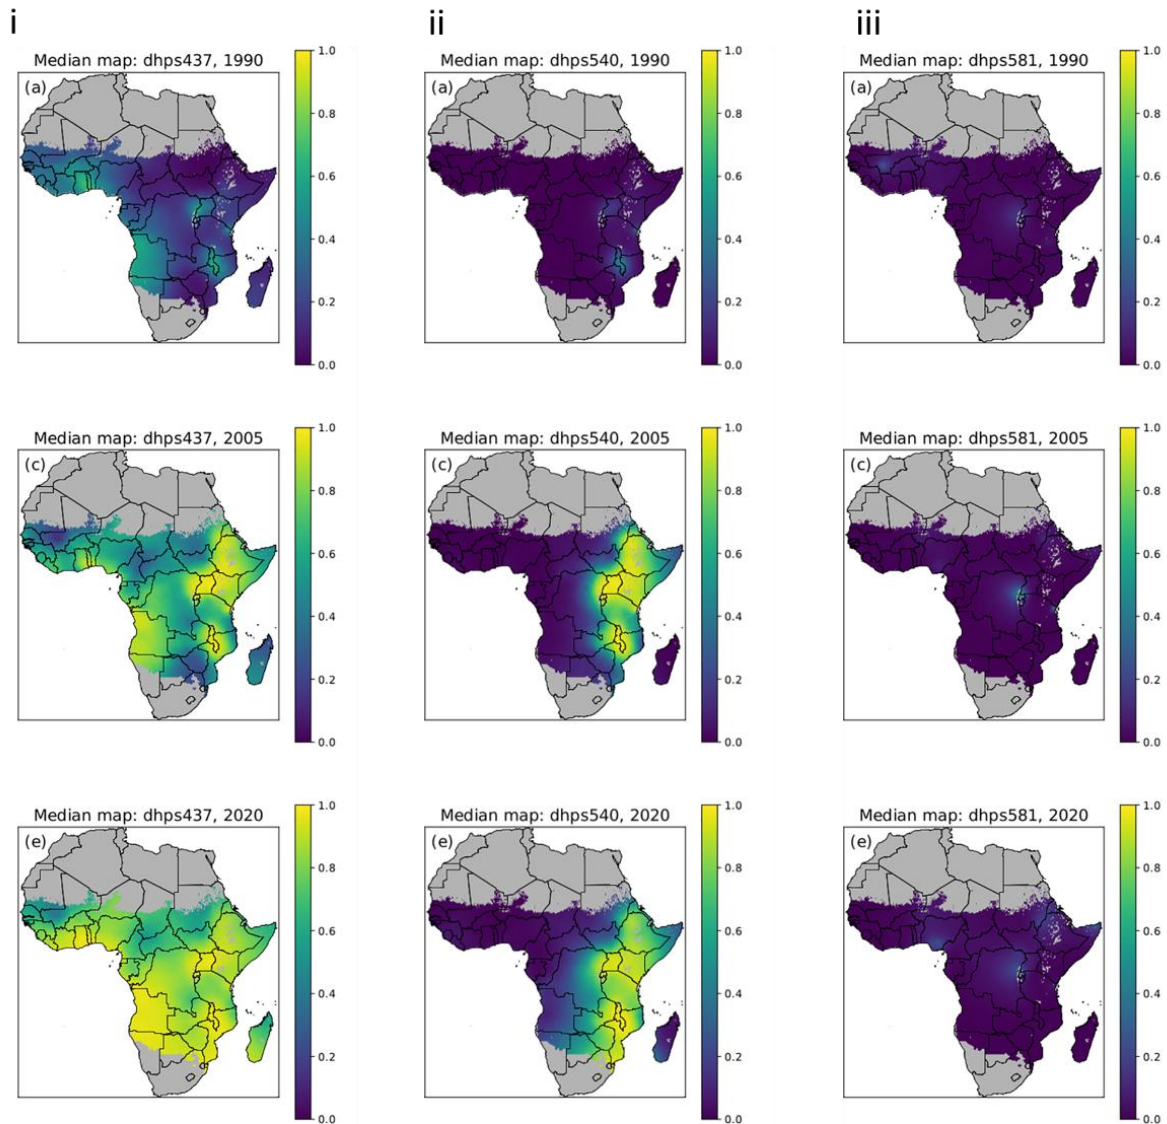 i
ii
iii
Median map: dhps437, 1990
(a)
1.0
0.8
0.6
0.4
0.2
0.0
Median map: dhps540, 1990
(a)
1.0
0.8
0.6
0.4
0.2
0.0
Median map: dhps581, 1990
(a)
1.0
0.8
0.6
0.4
0.2
0.0
Median map: dhps437, 2005
(c)
1.0
0.8
0.6
0.4
0.2
0.0
Median map: dhps540, 2005
(c)
1.0
0.8
0.6
0.4
0.2
0.0
Median map: dhps581, 2005
(c)
1.0
0.8
0.6
0.4
0.2
0.0
Median map: dhps437, 2020
(e)
1.0
0.8
0.6
0.4
0.2
0.0
Median map: dhps540, 2020
(e)
1.0
0.8
0.6
0.4
0.2
0.0
Median map: dhps581, 2020
(e)
1.0
0.8
0.6
0.4
0.2
0.0